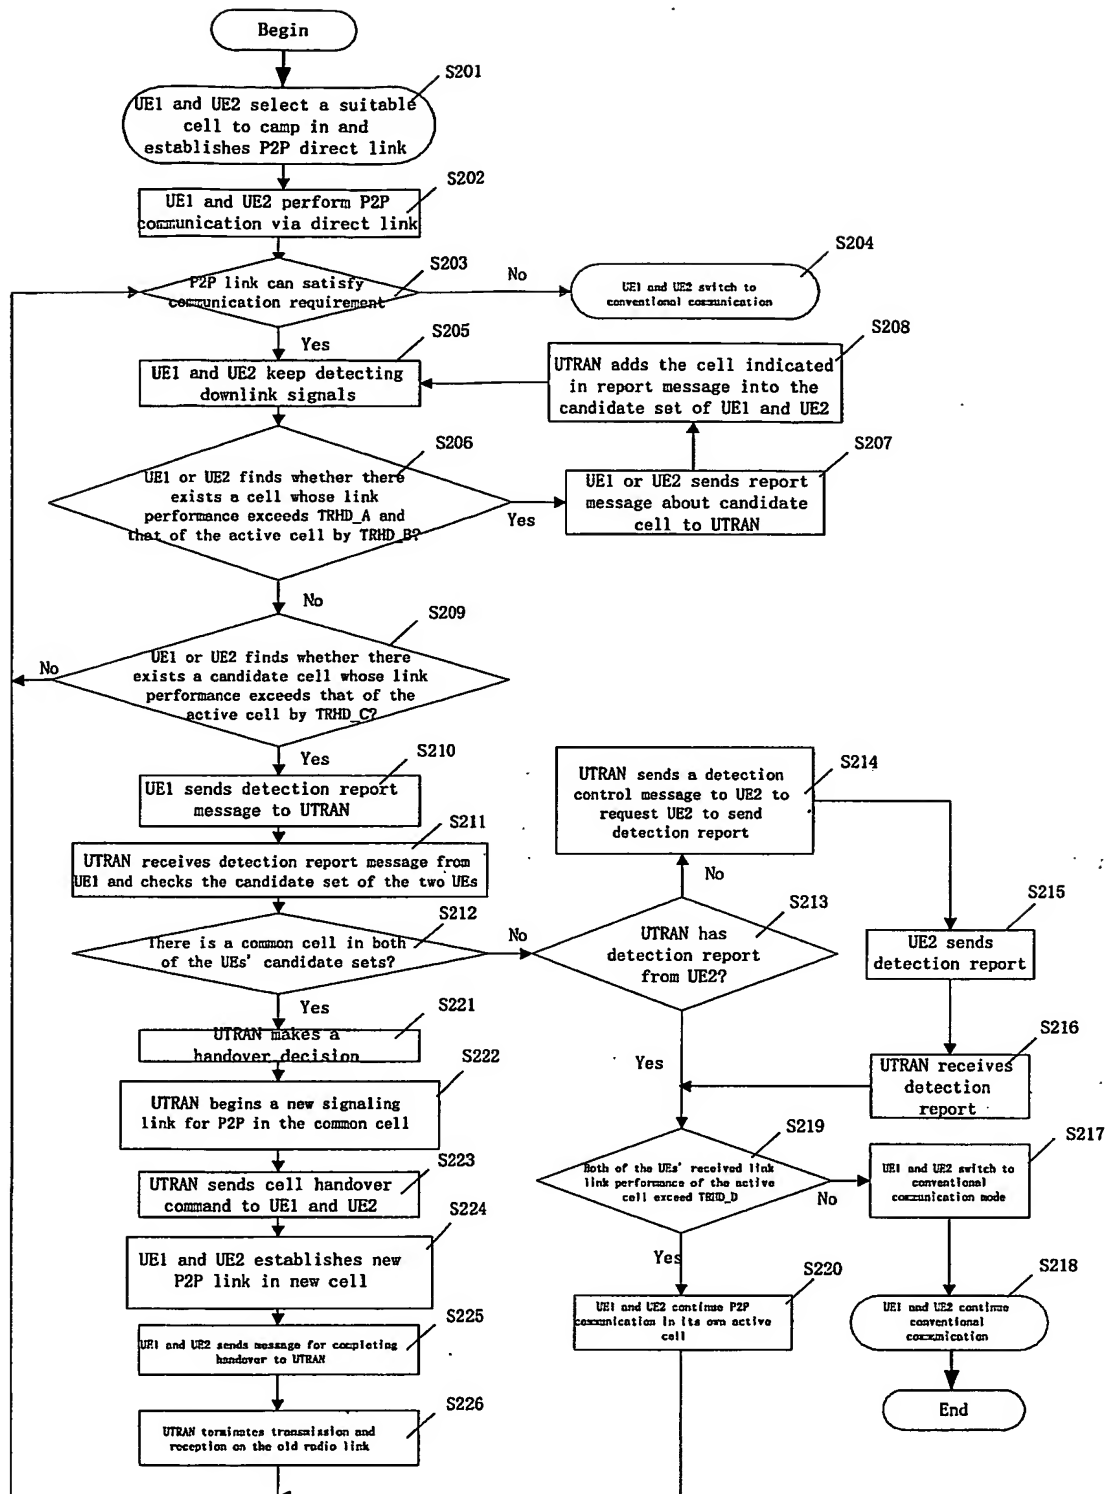 Begin
S201
UE1 and UE2 select a suitable
cell to camp in and
establishes P2P direct link
S202
UE1 and UE2 perform P2P
communication via direct link
S203
P2P link can satisfy
communication requirement
No
S204
UE1 and UE2 switch to
conventional communication
Yes
S205
UE1 and UE2 keep detecting
downlink signals
S208
UTRAN adds the cell indicated
in report message into the
candidate set of UE1 and UE2
S206
UE1 or UE2 finds whether there
exists a cell whose link
performance exceeds TRHD_A and
that of the active cell by TRHD_B?
Yes
S207
UE1 or UE2 sends report
message about candidate
cell to UTRAN
No
S209
UE1 or UE2 finds whether there
exists a candidate cell whose link
performance exceeds that of the
active cell by TRHD_C?
No
Yes
S210
UE1 sends detection report
message to UTRAN
S211
UTRAN receives detection report message from
UE1 and checks the candidate set of the two UEs
S212
There is a common cell in both
of the UEs' candidate sets?
No
S213
UTRAN has
detection report
from UE2?
No
S214
UTRAN sends a detection
control message to UE2 to
request UE2 to send
detection report
S215
UE2 sends
detection report
S216
UTRAN receives
detection
report
Yes
Yes
S221
UTRAN makes a
handover decision
S222
UTRAN begins a new signaling
link for P2P in the common cell
S219
Both of the UEs' received link
link performance of the active
cell exceed TRHD_D
No
S217
UE1 and UE2 switch to
conventional
communication mode
S223
UTRAN sends cell handover
command to UE1 and UE2
S224
UE1 and UE2 establishes new
P2P link in new cell
Yes
S220
UE1 and UE2 continue P2P
communication in its own active
cell
S218
UE1 and UE2 continue
conventional
communication
S225
UE1 and UE2 sends message for completing
handover to UTRAN
End
S226
UTRAN terminates transmission and
reception on the old radio link